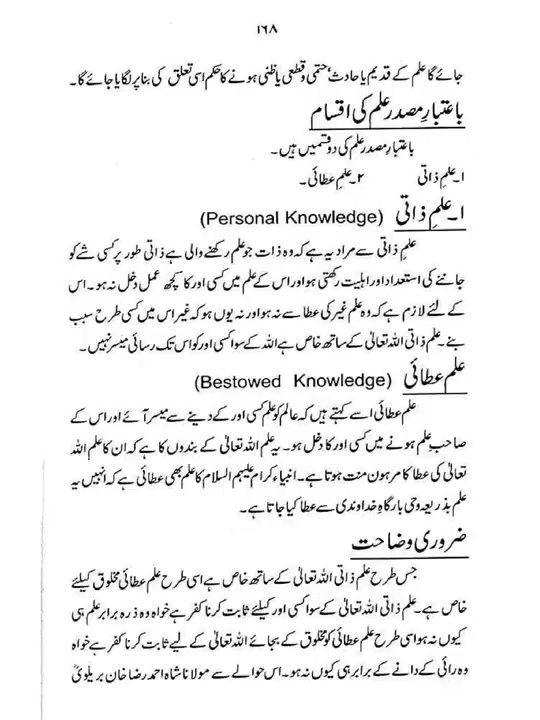 ۱۶۸
جائے گا علم کے قدیم یا حادث، حتمی و قطعی یا ظنی ہونے کا حکم اسی تعلق کی بنا پر لگایا جائے گا۔
باعتبارِ مصدر علم کی اقسام
باعتبارِ مصدر علم کی دو قسمیں ہیں۔
۱۔ علمِ ذاتی ۲۔ علمِ عطائی۔
۱۔ علمِ ذاتی (Personal Knowledge)
علمِ ذاتی سے مراد یہ ہے کہ وہ ذات جو علم رکھنے والی ہے ذاتی طور پر کسی شے کو
جاننے کی استعداد اور اہلیت رکھتی ہو اور اس کے علم میں کسی اور کا کچھ عمل دخل نہ ہو۔ اس
کے لئے لازم ہے کہ وہ علم غیر کی عطا سے نہ ہو اور نہ یوں ہو کہ غیر اس میں کسی طرح سبب
بنے۔ علم ذاتی اللہ تعالیٰ کے ساتھ خاص ہے اللہ کے سوا کسی اور کو اس تک رسائی میسر نہیں۔
علم عطائی (Bestowed Knowledge)
علم عطائی اسے کہتے ہیں کہ عالم کو علم کسی اور کے دینے سے میسر آئے اور اس کے
صاحبِ علم ہونے میں کسی اور کا دخل ہو۔ یہ علم اللہ تعالیٰ کے بندوں کا ہے کہ ان کا علم اللہ
تعالیٰ کی عطا کا مرہون منت ہوتا ہے۔ انبیاء کرام علیہم السلام کا علم بھی عطائی ہے کہ انہیں یہ
علم بذریعہ وحی بارگاہِ خداوندی سے عطا کیا جاتا ہے۔
ضروری وضاحت
جس طرح علم ذاتی اللہ تعالیٰ کے ساتھ خاص ہے اسی طرح علم عطائی مخلوق کیلئے
خاص ہے۔ علم ذاتی اللہ تعالیٰ کے سوا کسی اور کیلئے ثابت کرنا کفر ہے خواہ وہ ذرہ برابر علم ہی
کیوں نہ ہو اسی طرح علم عطائی کو مخلوق کے بجائے اللہ تعالیٰ کے لیے ثابت کرنا کفر ہے خواہ
وہ رائی کے دانے کے برابر ہی کیوں نہ ہو۔ اس حوالے سے مولانا شاہ احمد رضا خان بریلویؒ